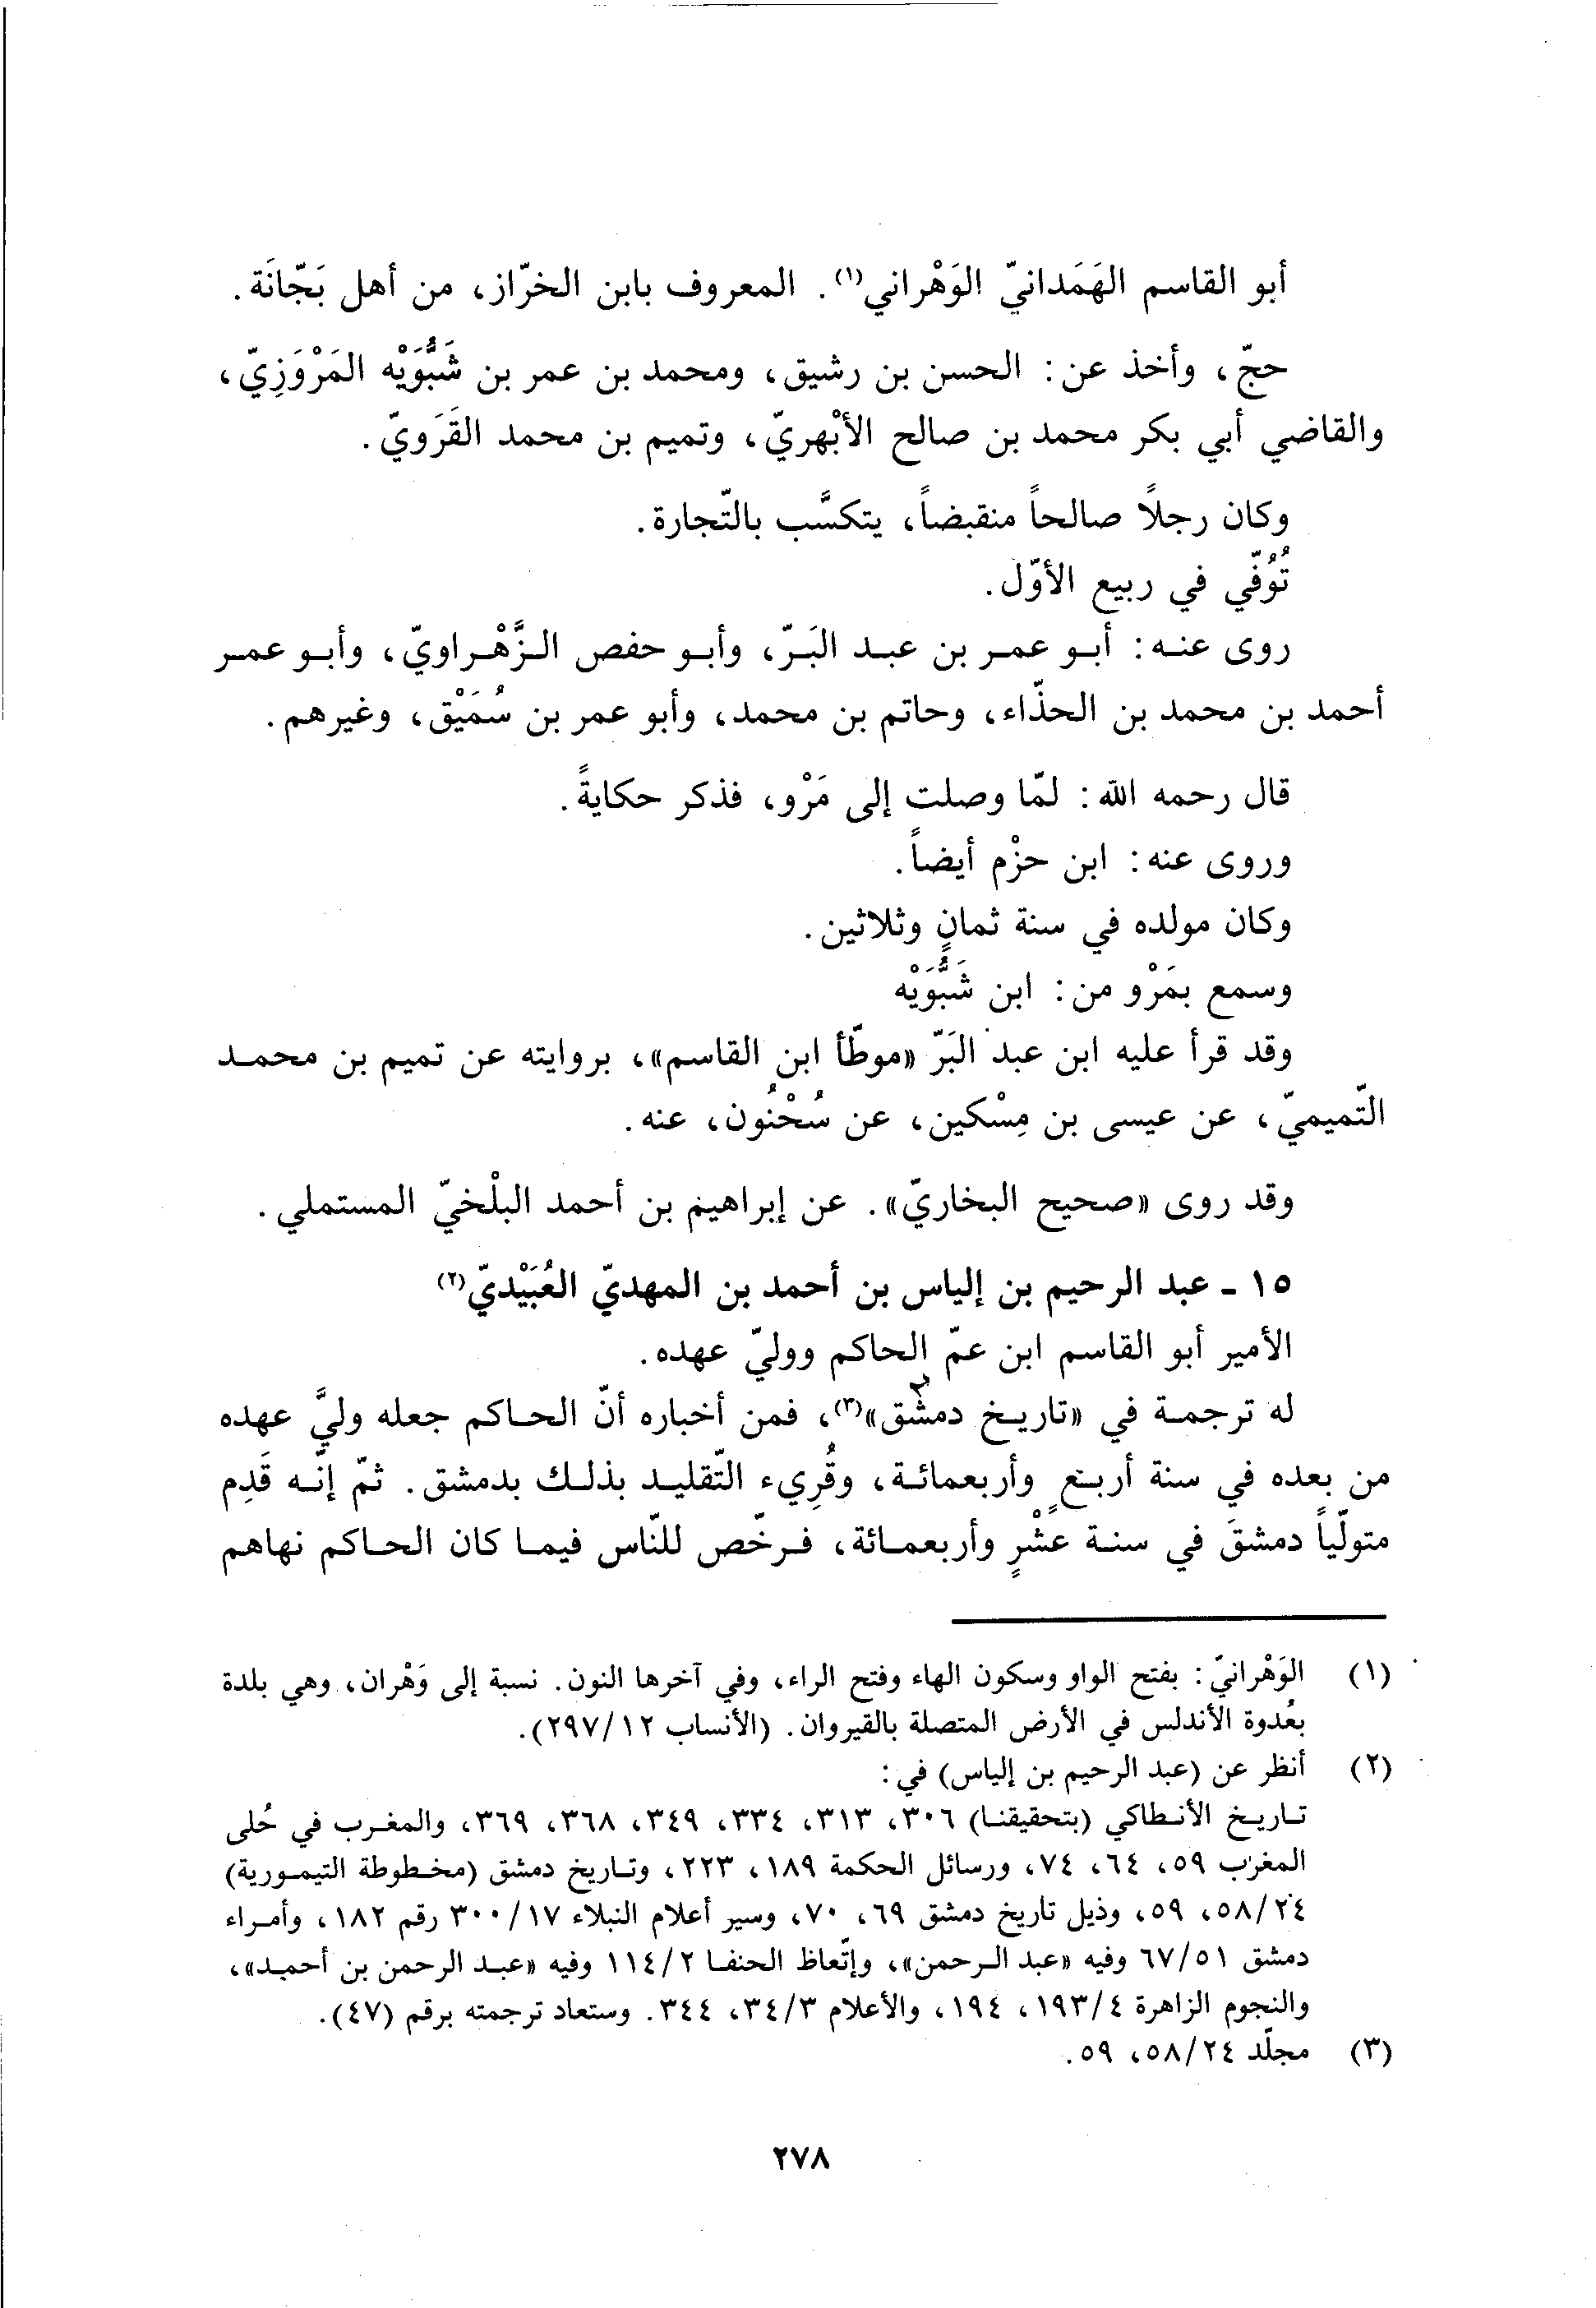 أبو القاسم الهَمَدانيّ الوَهْراني(١). المعروف بابن الخرّاز، من أهل بَجّانَة.
حجّ، وأخذ عن: الحسن بن رشيق، ومحمد بن عمر بن شَبُّوَيْه المَرْوَزِيّ،
والقاضي أبي بكر محمد بن صالح الأبْهريّ، وتميم بن محمد القَرَويّ.
وكان رجلاً صالحاً منقبضاً، يتكسَّب بالتّجارة.
تُوُفّي في ربيع الأوّل.
روى عنه: أبو عمر بن عبد البَرّ، وأبو حفص الزَّهْراويّ، وأبو عمر
أحمد بن محمد بن الحذّاء، وحاتم بن محمد، وأبو عمر بن سُمَيْق، وغيرهم.
قال رحمه الله: لمّا وصلت إلى مَرْو، فذكر حكايةً.
وروى عنه: ابن حزْم أيضاً.
وكان مولده في سنة ثمانٍ وثلاثين.
وسمع بمَرْو من: ابن شَبُّوَيْه
وقد قرأ عليه ابن عبد البَرّ «موطّأ ابن القاسم»، بروايته عن تميم بن محمد
التّميميّ، عن عيسى بن مِسْكين، عن سُحْنُون، عنه.
وقد روى «صحيح البخاريّ». عن إبراهيم بن أحمد البلْخيّ المستملي.
١٥ - عبد الرحيم بن إلياس بن أحمد بن المهديّ العُبَيْديّ(٢)
الأمير أبو القاسم ابن عمّ الحاكم ووليّ عهده.
له ترجمة في «تاريخ دمشق»(٣)، فمن أخباره أنّ الحاكم جعله وليَّ عهده
من بعده في سنة أربعٍ وأربعمائة، وقُرِيء التّقليد بذلك بدمشق. ثمّ إنّه قَدِم
متولّياً دمشقَ في سنة عشْرٍ وأربعمائة، فرخّص للنّاس فيما كان الحاكم نهاهم
(١) الوَهْرانيّ: بفتح الواو وسكون الهاء وفتح الراء، وفي آخرها النون. نسبة إلى وَهْران، وهي بلدة
بعُدوة الأندلس في الأرض المتصلة بالقيروان. (الأنساب ٢٩٧/١٢).
(٢) أنظر عن (عبد الرحيم بن إلياس) في:
تاريخ الأنطاكي (بتحقيقنا) ٣٠٦، ٣١٣، ٣٣٤، ٣٤٩، ٣٦٨، ٣٦٩، والمغرب في حُلى
المغرب ٥٩، ٦٤، ٧٤، ورسائل الحكمة ١٨٩، ٢٢٣، وتاريخ دمشق (مخطوطة التيمورية)
٥٨/٢٤، ٥٩، وذيل تاريخ دمشق ٦٩، ٧٠، وسير أعلام النبلاء ٣٠٠/١٧ رقم ١٨٢، وأمراء
دمشق ٦٧/٥١ وفيه «عبد الرحمن»، وإتّعاظ الحنفا ١١٤/٢ وفيه «عبد الرحمن بن أحمد»،
والنجوم الزاهرة ١٩٣/٤، ١٩٤، والأعلام ٣٤/٣، ٣٤٤. وستعاد ترجمته برقم (٤٧).
(٣) مجلّد ٥٨/٢٤، ٥٩.
٢٧٨